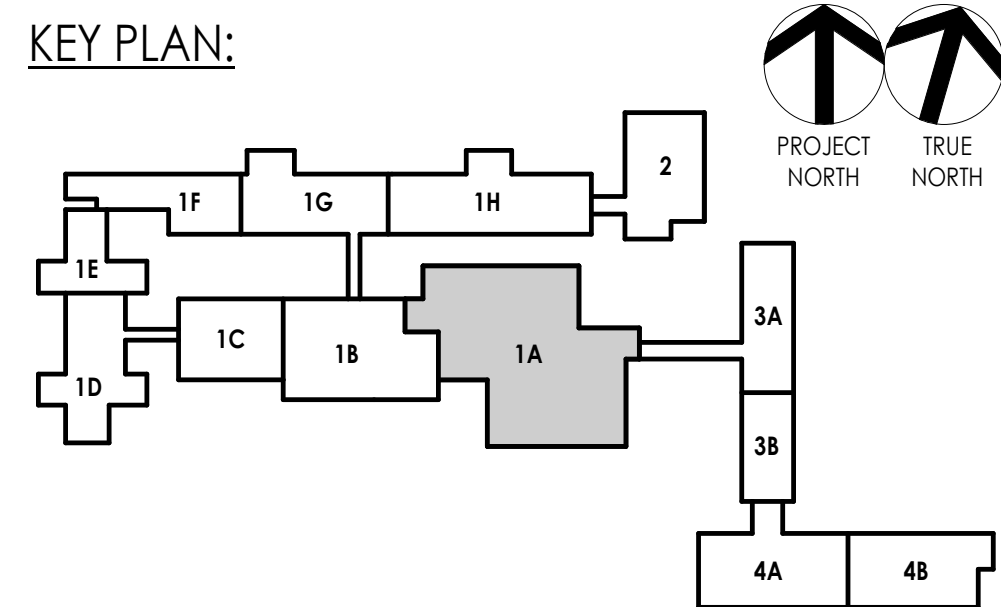 KEY PLAN:
PROJECT
NORTH
TRUE
NORTH
2
1F
1G
1H
1E
3A
1C
1B
1A
1D
3B
4A
4B